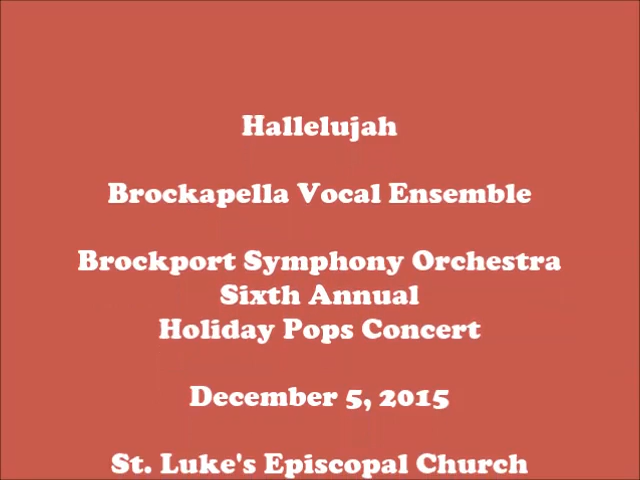 Hallelujah
Brockapella Vocal Ensemble
Brockport Symphony Orchestra
Sixth Annual
Holiday Pops Concert
December 5, 2015
St. Luke's Episcopal Church